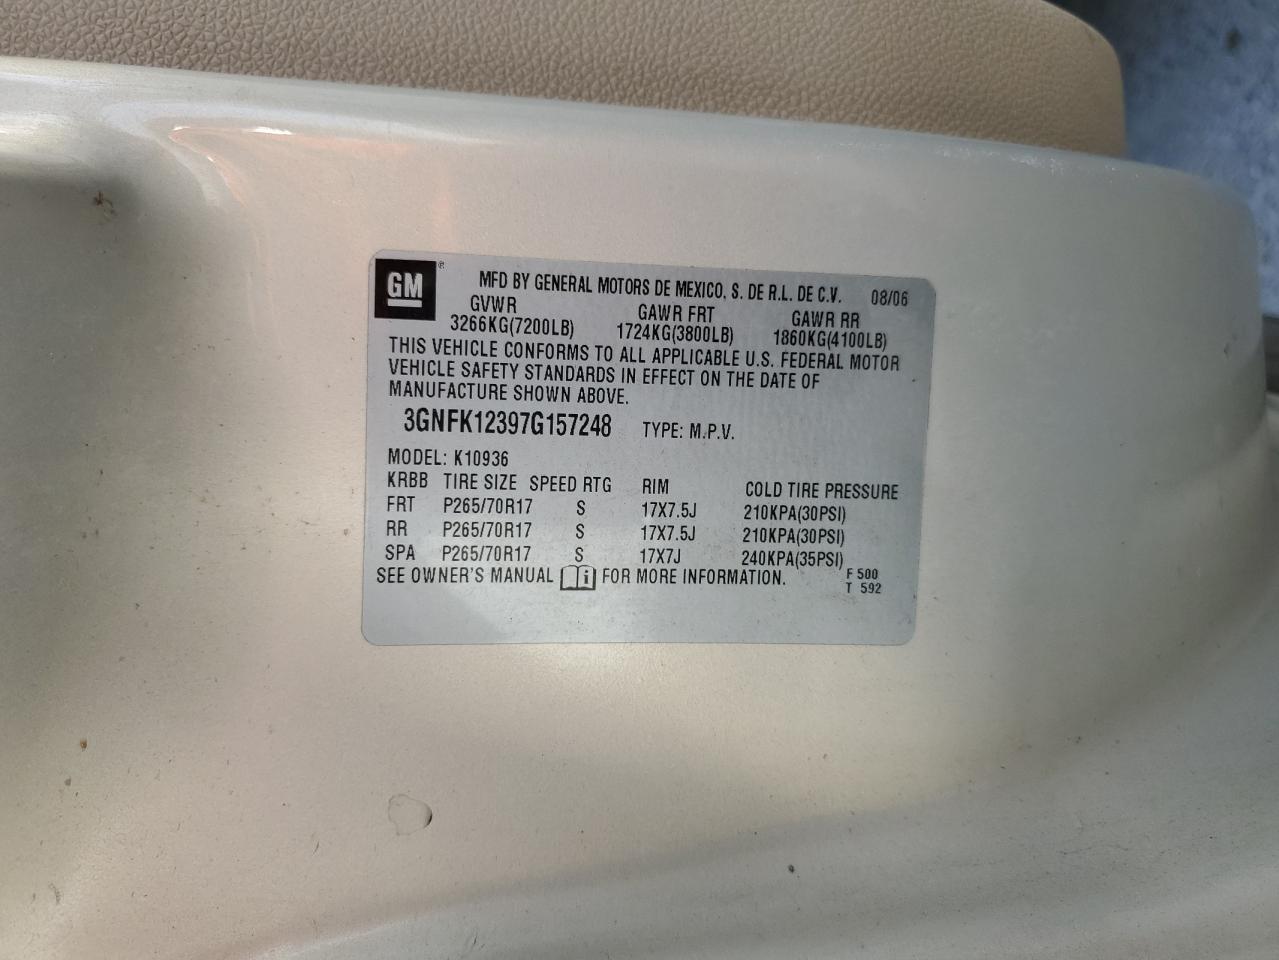 GM ® MFD BY GENERAL MOTORS DE MEXICO, S. DE R.L. DE C.V. 08/06
GVWR GAWR FRT GAWR RR
3266KG(7200LB) 1724KG(3800LB) 1860KG(4100LB)
THIS VEHICLE CONFORMS TO ALL APPLICABLE U.S. FEDERAL MOTOR
VEHICLE SAFETY STANDARDS IN EFFECT ON THE DATE OF
MANUFACTURE SHOWN ABOVE.
3GNFK12397G157248 TYPE: M.P.V.
MODEL: K10936
KRBB TIRE SIZE SPEED RTG RIM COLD TIRE PRESSURE
FRT P265/70R17 S 17X7.5J 210KPA(30PSI)
RR P265/70R17 S 17X7.5J 210KPA(30PSI)
SPA P265/70R17 S 17X7J 240KPA(35PSI)
SEE OWNER'S MANUAL i FOR MORE INFORMATION. F 500
T 592